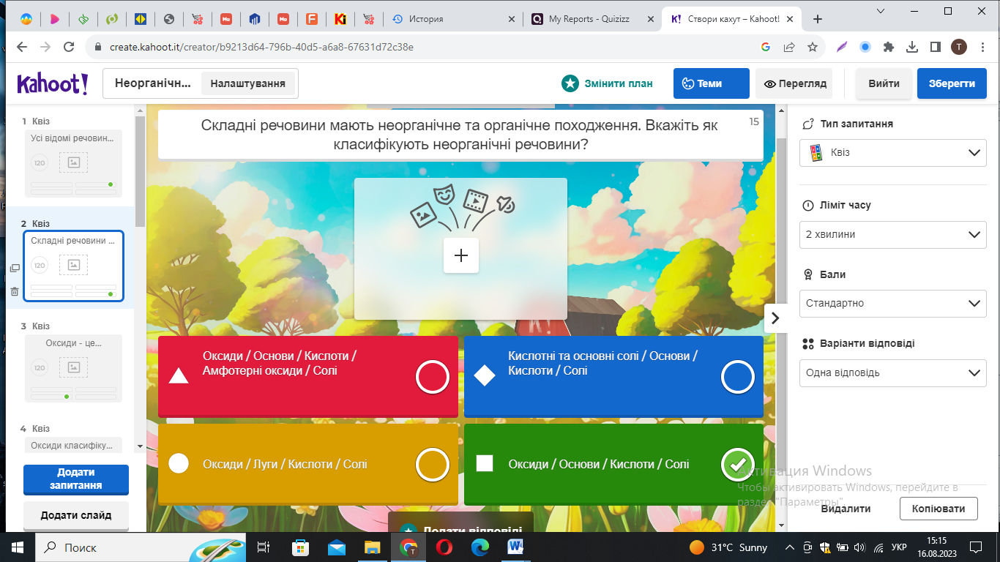 История
My Reports - Quizizz
Створи кахут – Kahoot!
create.kahoot.it/creator/b9213d64-796b-40d5-a6a8-67631d72c38e
T
Kahoot!
Неорганічн...
Налаштування
Змінити план
Теми
Перегляд
Вийти
Зберегти
1 Квіз
Усі відомі речовин...
120
2 Квіз
Складні речовини ...
120
3 Квіз
Оксиди - це...
120
4 Квіз
Оксиди класифіку...
Додати
запитання
Додати слайд
Складні речовини мають неорганічне та органічне походження. Вкажіть як
класифікують неорганічні речовини?
15
Оксиди / Основи / Кислоти /
Амфотерні оксиди / Солі
Кислотні та основні солі / Основи /
Кислоти / Солі
Оксиди / Луги / Кислоти / Солі
Оксиди / Основи / Кислоти / Солі
Додати відповіді
Тип запитання
Квіз
Ліміт часу
2 хвилини
Бали
Стандартно
Варіанти відповіді
Одна відповідь
Активация Windows
Чтобы активировать Windows, перейдите в
раздел "Параметры".
Видалити
Копіювати
Поиск
31°C Sunny
УКР
15:15
16.08.2023